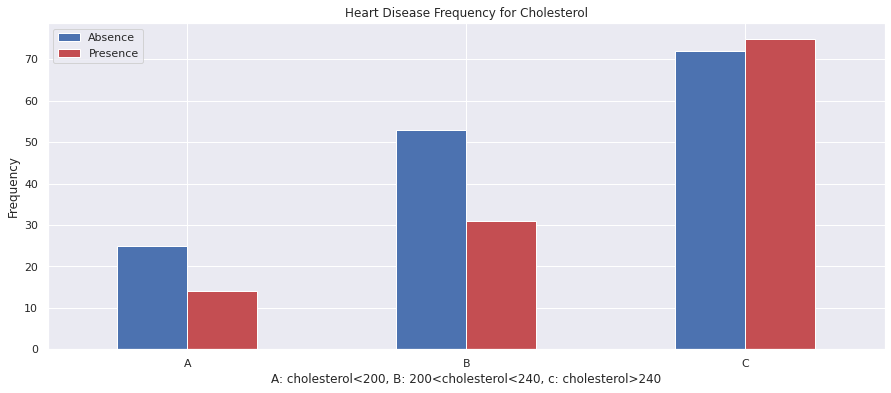 Heart Disease Frequency for Cholesterol
Absence
Presence
Frequency
70
60
50
40
30
20
10
0
A B C
A: cholesterol<200, B: 200<cholesterol<240, c: cholesterol>240